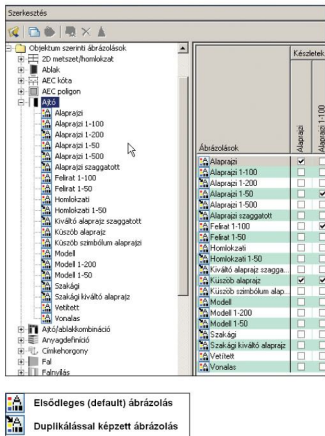 Szerkesztés
Objektum szerinti ábrázolások
2D metszet/homlokzat
Ablak
AEC kóta
AEC poligon
Ajtó
Alaprajzi
Alaprajzi 1-100
Alaprajzi 1-200
Alaprajzi 1-50
Alaprajzi 1-500
Alaprajzi szaggatott
Felirat 1-100
Felirat 1-50
Homlokzati
Homlokzati 1-50
Kiváltó alaprajz szaggatott
Küszöb alaprajz
Küszöb szimbólum alaprajzi
Modell
Modell 1-200
Modell 1-50
Szakági
Szakági kiváltó alaprajz
Vetített
Vonalas
Ajtó/ablakkombináció
Anyagdefiníció
Címkehorgony
Fal
Falnyílás
Készletek
Ábrázolások
Alaprajzi
Alaprajzi 1-100
Alaprajzi
Alaprajzi 1-100
Alaprajzi 1-200
Alaprajzi 1-50
Alaprajzi 1-500
Alaprajzi szaggatott
Felirat 1-100
Felirat 1-50
Homlokzati
Homlokzati 1-50
Kiváltó alaprajz szagga...
Küszöb alaprajz
Küszöb szimbólum alap...
Modell
Modell 1-200
Modell 1-50
Szakági
Szakági kiváltó alaprajz
Vetített
Vonalas
Elsődleges (default) ábrázolás
Duplikálással képzett ábrázolás